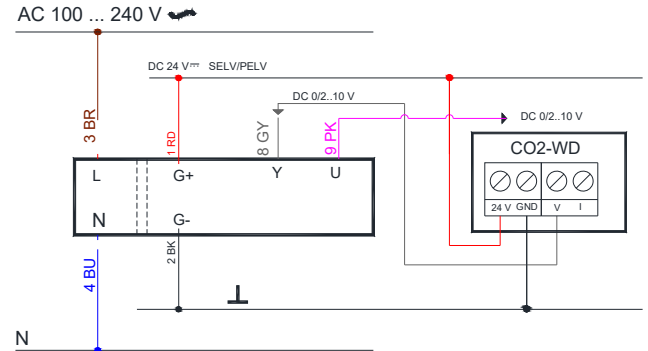 AC 100 ... 240 V
DC 24 V⎓ SELV/PELV
DC 0/2..10 V
DC 0/2..10 V
3 BR
1 RD
8 GY
9 PK
CO2-WD
L
G+
Y
U
24 V GND V I
N
G-
4 BU
2 BK
N